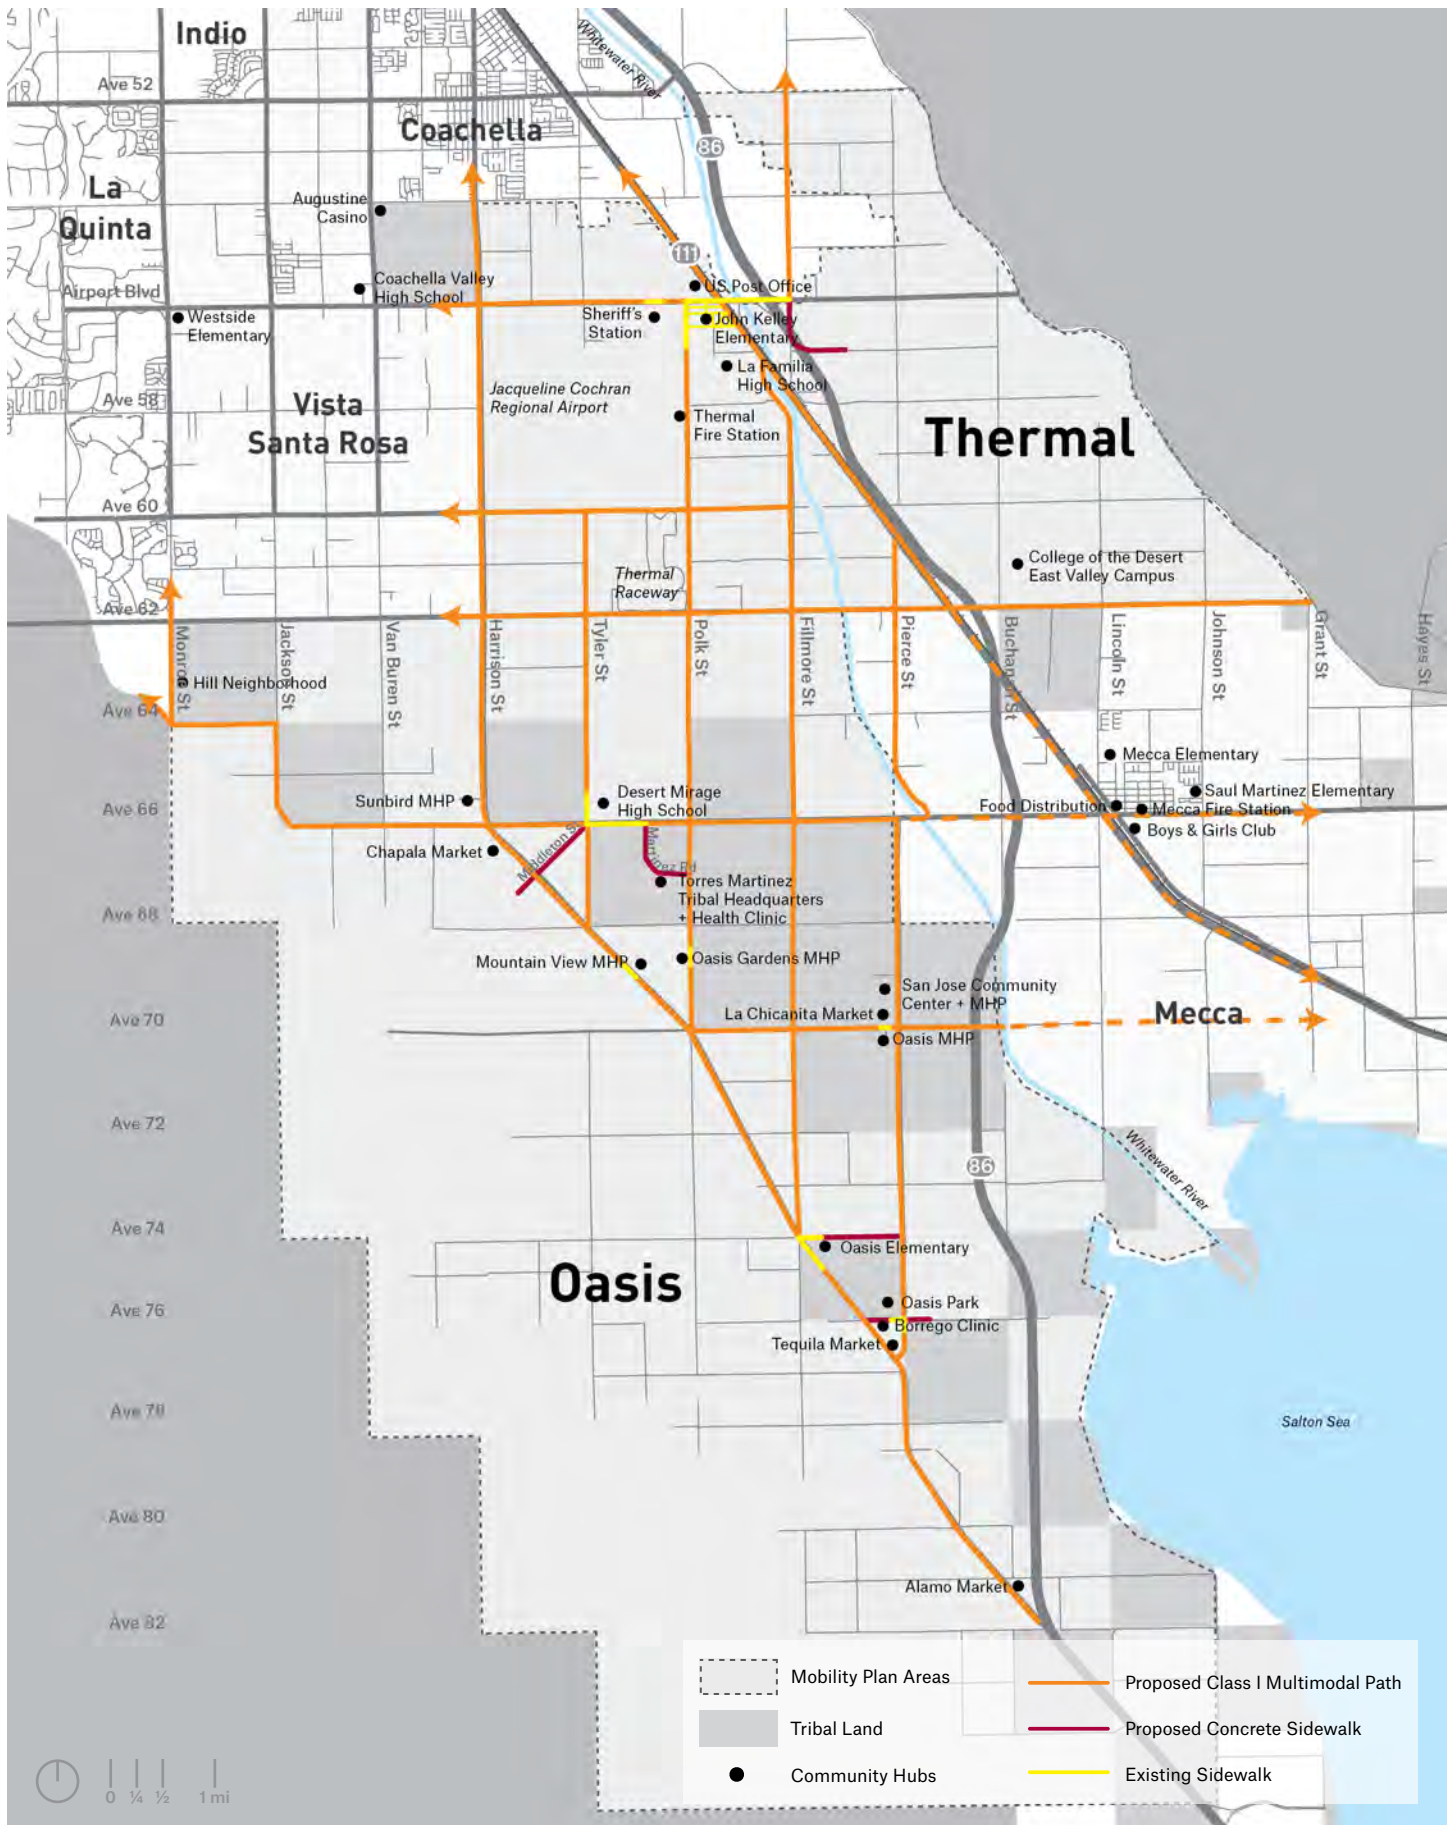 Indio
Whitewater River
Ave 52
Coachella
86
La
Quinta
Augustine
Casino
111
Coachella Valley
High School
US Post Office
Airport Blvd
Westside
Elementary
Sheriff's
Station
John Kelley
Elementary
La Familia
High School
Jacqueline Cochran
Regional Airport
Ave 58
Vista
Santa Rosa
Thermal
Fire Station
Thermal
Ave 60
College of the Desert
East Valley Campus
Thermal
Raceway
Ave 62
Monroe St
Jackson St
Van Buren St
Harrison St
Tyler St
Polk St
Fillmore St
Pierce St
Buchanan St
Lincoln St
Johnson St
Grant St
Hayes St
Hill Neighborhood
Ave 64
Mecca Elementary
Desert Mirage
High School
Saul Martinez Elementary
Sunbird MHP
Food Distribution
Mecca Fire Station
Ave 66
Boys & Girls Club
Chapala Market
Middleton St
Martinez Rd
Torres Martinez
Tribal Headquarters
+ Health Clinic
Ave 68
Mountain View MHP
Oasis Gardens MHP
San Jose Community
Center + MHP
La Chicanita Market
Mecca
Ave 70
Oasis MHP
Ave 72
Whitewater River
86
Ave 74
Oasis Elementary
Oasis
Oasis Park
Ave 76
Borrego Clinic
Tequila Market
Ave 78
Salton Sea
Ave 80
Alamo Market
Ave 82
Mobility Plan Areas
Tribal Land
Community Hubs
Proposed Class I Multimodal Path
Proposed Concrete Sidewalk
Existing Sidewalk
0 ¼ ½ 1 mi